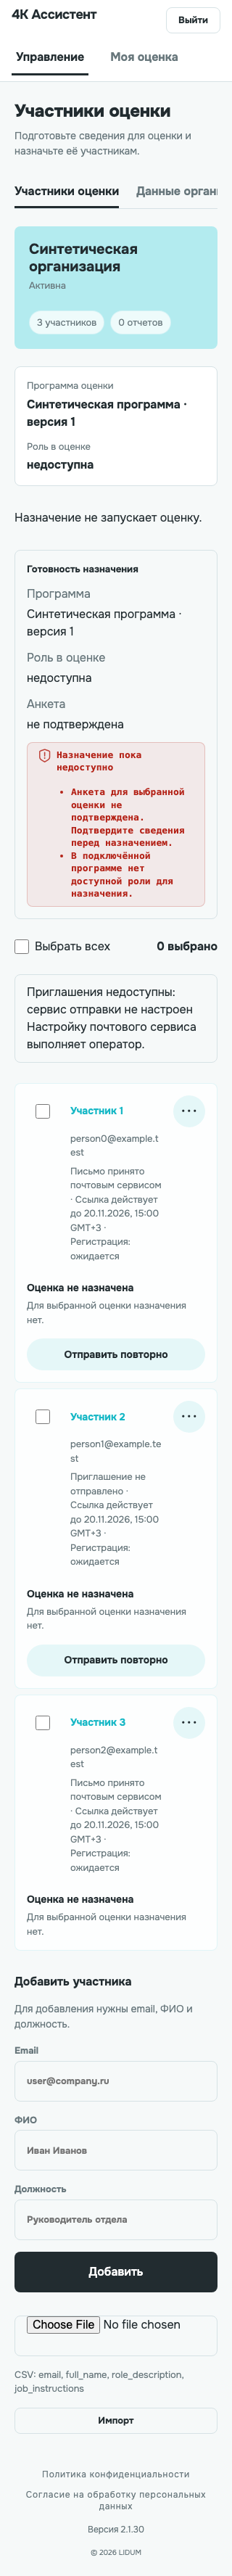 4К Ассистент
Выйти
Управление
Моя оценка
Участники оценки
Подготовьте сведения для оценки и
назначьте её участникам.
Участники оценки
Данные орган
Синтетическая
организация
Активна
3 участников
0 отчетов
Программа оценки
Синтетическая программа ·
версия 1
Роль в оценке
недоступна
Назначение не запускает оценку.
Готовность назначения
Программа
Синтетическая программа ·
версия 1
Роль в оценке
недоступна
Анкета
не подтверждена
Назначение пока
недоступно
• Анкета для выбранной
оценки не
подтверждена.
Подтвердите сведения
перед назначением.
• В подключённой
программе нет
доступной роли для
назначения.
Выбрать всех
0 выбрано
Приглашения недоступны:
сервис отправки не настроен
Настройку почтового сервиса
выполняет оператор.
Участник 1
person0@example.t
est
Письмо принято
почтовым сервисом
· Ссылка действует
до 20.11.2026, 15:00
GMT+3 ·
Регистрация:
ожидается
Оценка не назначена
Для выбранной оценки назначения
нет.
Отправить повторно
Участник 2
person1@example.te
st
Приглашение не
отправлено ·
Ссылка действует
до 20.11.2026, 15:00
GMT+3 ·
Регистрация:
ожидается
Оценка не назначена
Для выбранной оценки назначения
нет.
Отправить повторно
Участник 3
person2@example.t
est
Письмо принято
почтовым сервисом
· Ссылка действует
до 20.11.2026, 15:00
GMT+3 ·
Регистрация:
ожидается
Оценка не назначена
Для выбранной оценки назначения
нет.
Добавить участника
Для добавления нужны email, ФИО и
должность.
Email
user@company.ru
ФИО
Иван Иванов
Должность
Руководитель отдела
Добавить
Choose File No file chosen
CSV: email, full_name, role_description,
job_instructions
Импорт
Политика конфиденциальности
Согласие на обработку персональных
данных
Версия 2.1.30
© 2026 LIDUM